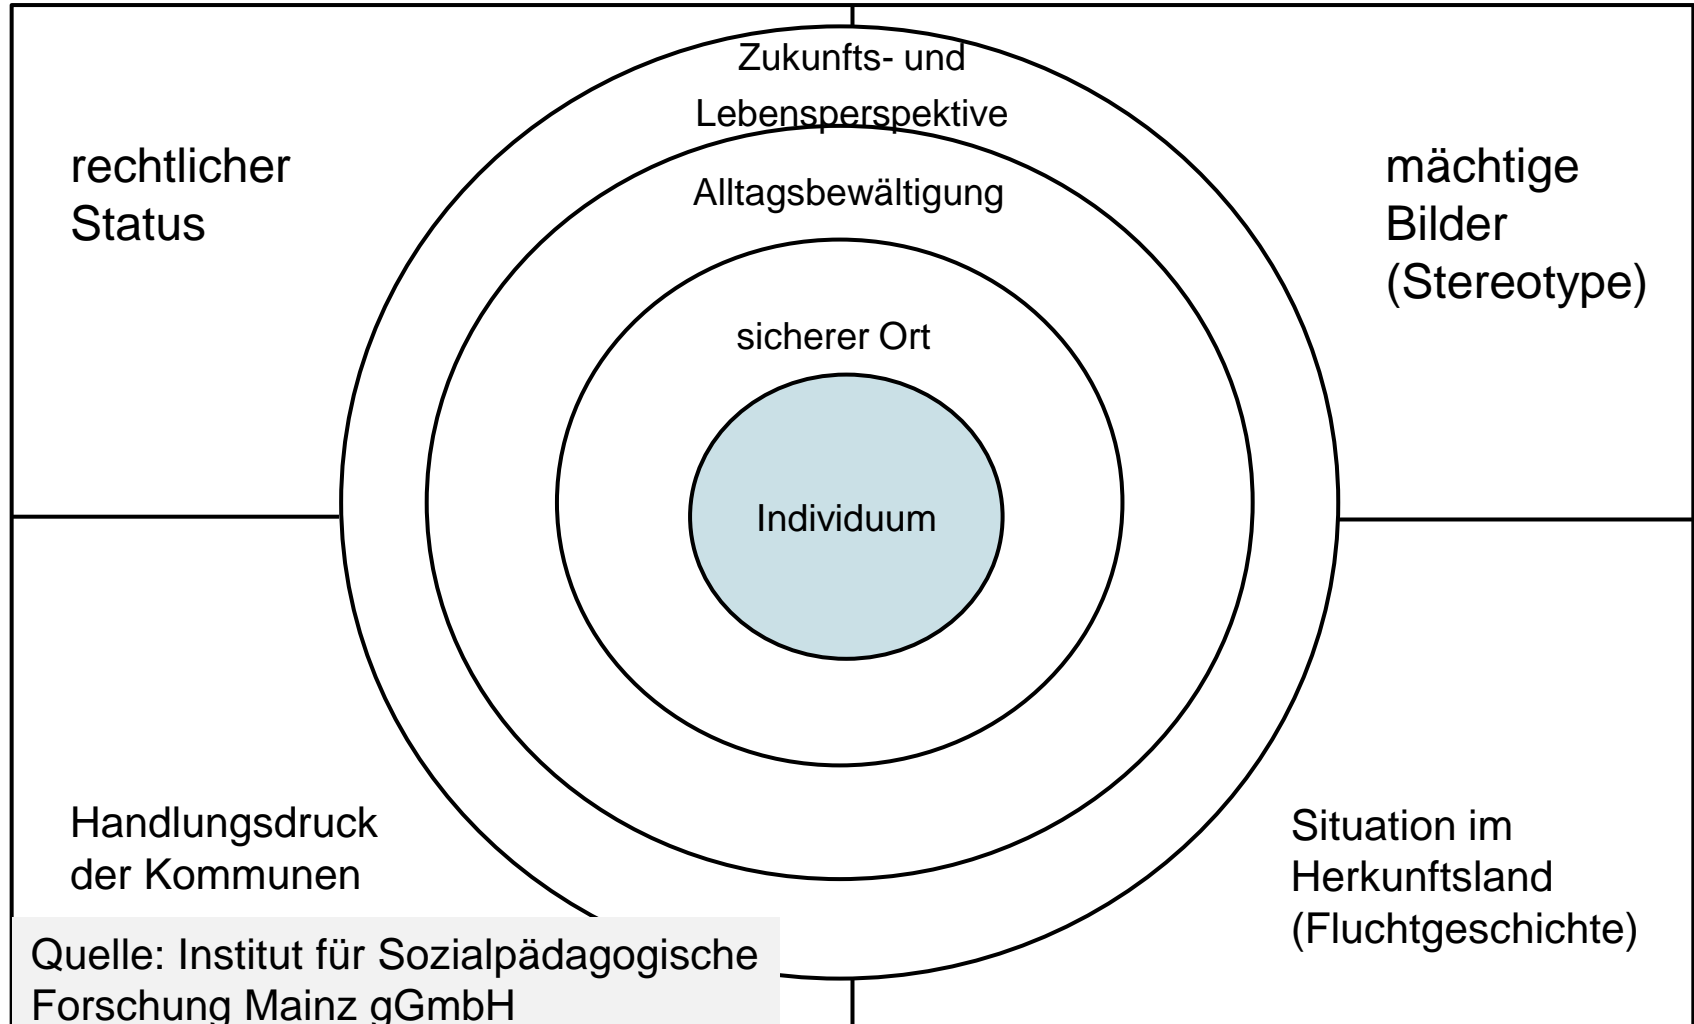 Zukunfts- und
Lebensperspektive
rechtlicher
Status
mächtige
Bilder
(Stereotype)
Alltagsbewältigung
sicherer Ort
Individuum
Handlungsdruck
der Kommunen
Situation im
Herkunftsland
(Fluchtgeschichte)
Quelle: Institut für Sozialpädagogische
Forschung Mainz gGmbH